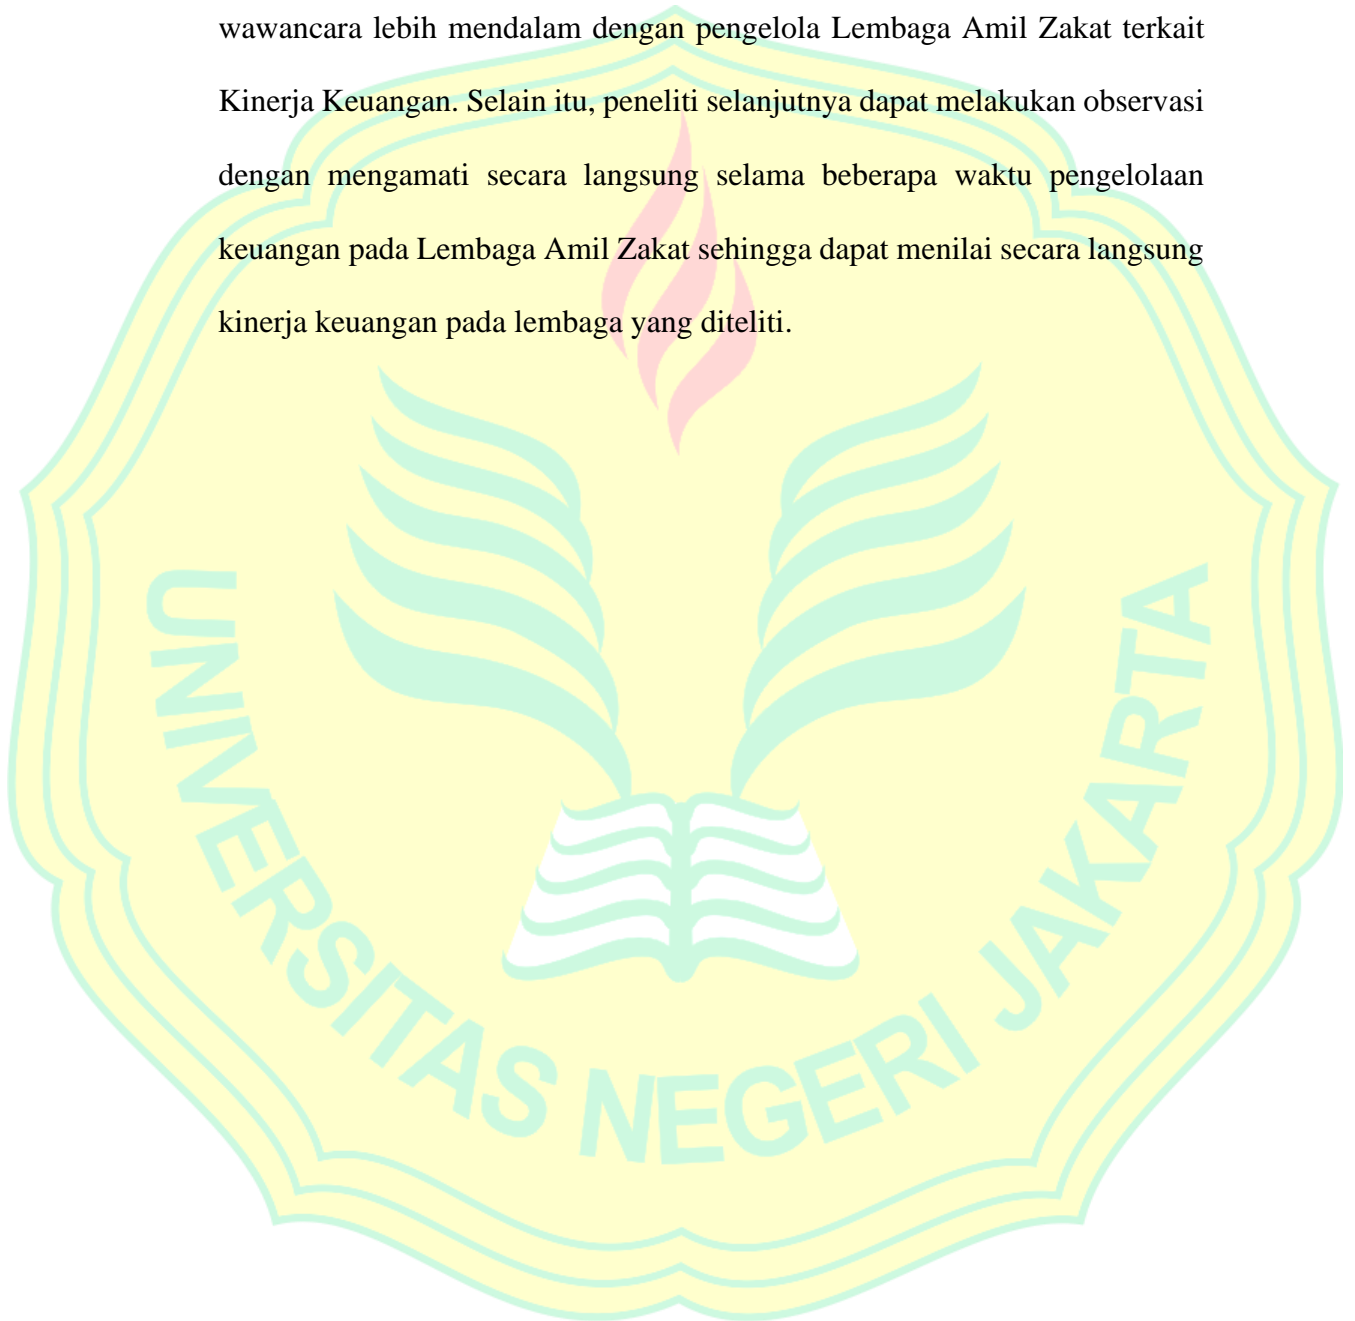 wawancara lebih mendalam dengan pengelola Lembaga Amil Zakat terkait
Kinerja Keuangan. Selain itu, peneliti selanjutnya dapat melakukan observasi
dengan mengamati secara langsung selama beberapa waktu pengelolaan
keuangan pada Lembaga Amil Zakat sehingga dapat menilai secara langsung
kinerja keuangan pada lembaga yang diteliti.
UNIVERSITAS NEGERI JAKARTA